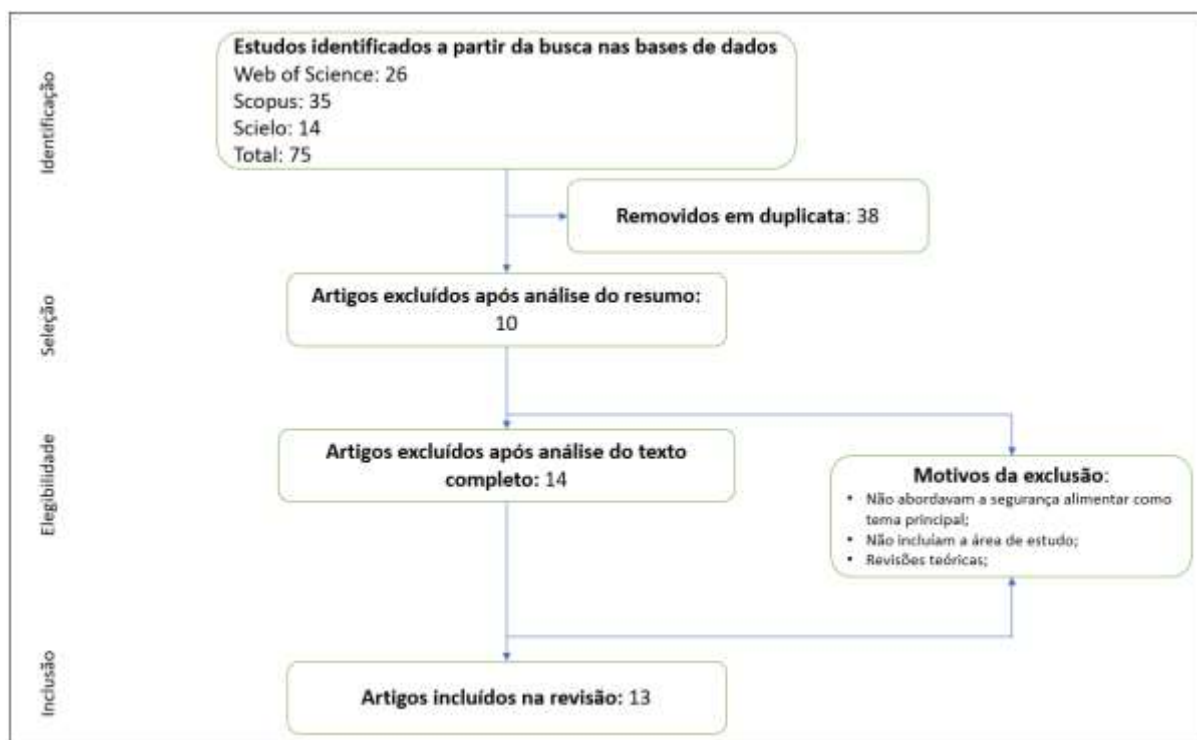 Identificação
Estudos identificados a partir da busca nas bases de dados
Web of Science: 26
Scopus: 35
Scielo: 14
Total: 75
Removidos em duplicata: 38
Seleção
Artigos excluídos após análise do resumo:
10
Elegibilidade
Artigos excluídos após análise do texto
completo: 14
Motivos da exclusão:
• Não abordavam a segurança alimentar como
tema principal;
• Não incluíam a área de estudo;
• Revisões teóricas;
Inclusão
Artigos incluídos na revisão: 13